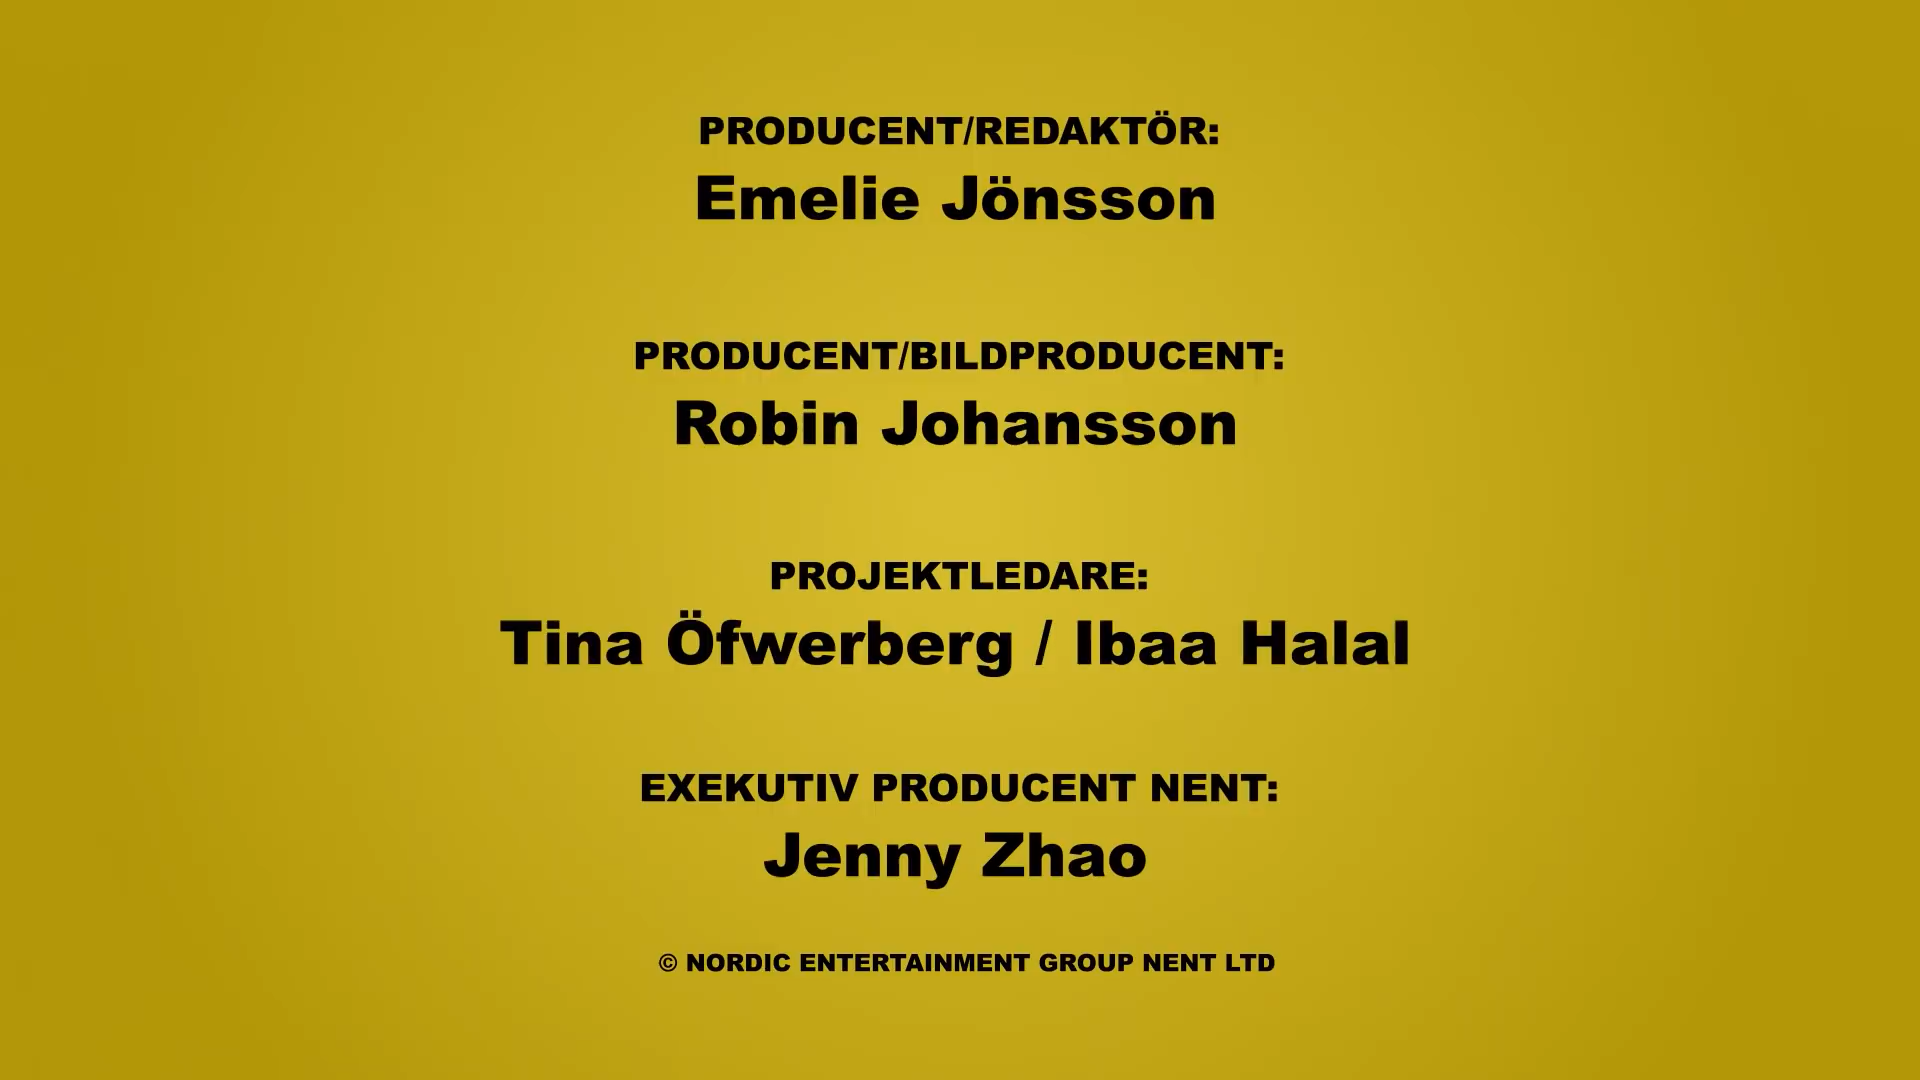 PRODUCENT/REDAKTÖR:
Emelie Jönsson
PRODUCENT/BILDPRODUCENT:
Robin Johansson
PROJEKTLEDARE:
Tina Öfwerberg / Ibaa Halal
EXEKUTIV PRODUCENT NENT:
Jenny Zhao
© NORDIC ENTERTAINMENT GROUP NENT LTD